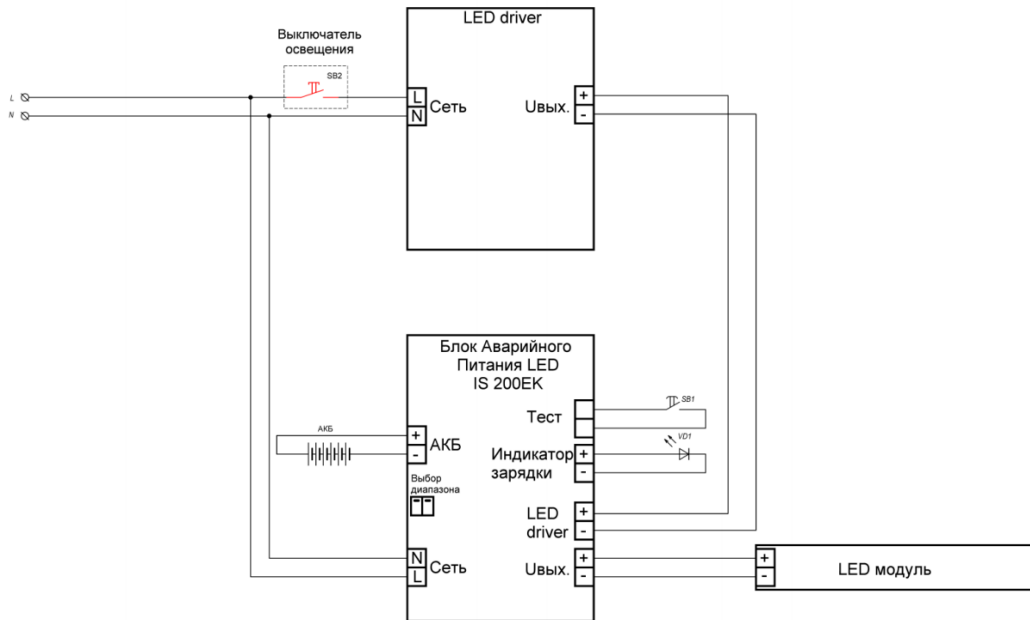 LED driver
Выключатель
освещения
SB2
L
N
L
N
Сеть
Uвых.
+
-
Блок Аварийного
Питания LED
IS 200EK
Тест
SB1
АКБ
+
-
АКБ
Индикатор
зарядки
+
-
VD1
Выбор
диапазона
LED
driver
+
-
N
L
Сеть
Uвых.
+
-
+
-
LED модуль